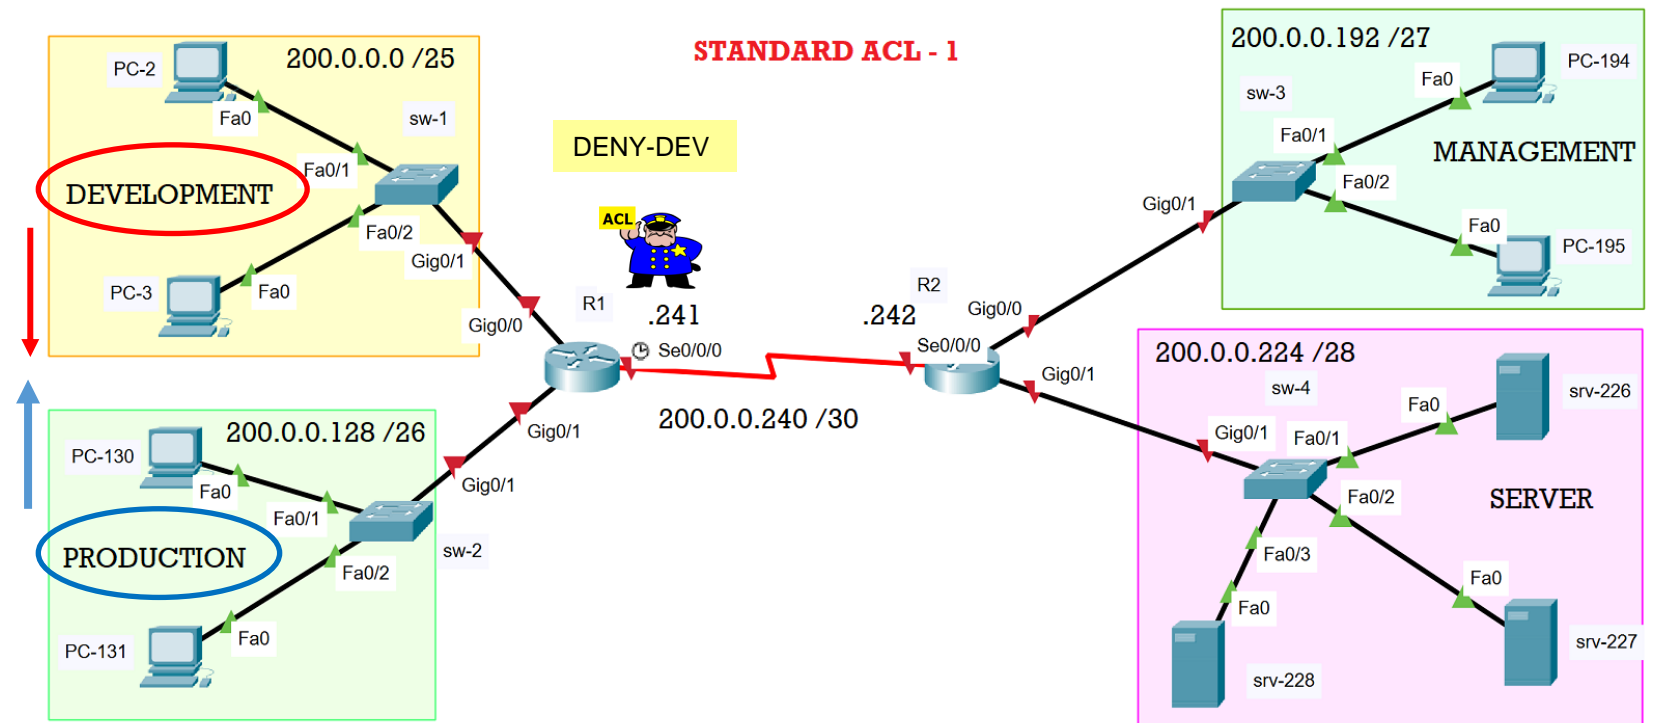 STANDARD ACL - 1
200.0.0.0 /25
PC-2
Fa0
sw-1
Fa0/1
DEVELOPMENT
Fa0/2
Gig0/1
PC-3
Fa0
DENY-DEV
ACL
R1
Gig0/0
.241
Se0/0/0
200.0.0.240 /30
Gig0/1
200.0.0.128 /26
PC-130
Fa0
Fa0/1
Gig0/1
PRODUCTION
sw-2
Fa0/2
Fa0
PC-131
R2
.242
Se0/0/0
Gig0/0
Gig0/1
200.0.0.192 /27
PC-194
Fa0
sw-3
Fa0/1
MANAGEMENT
Fa0/2
Gig0/1
Fa0
PC-195
200.0.0.224 /28
sw-4
srv-226
Fa0
Gig0/1
Fa0/1
Fa0/2
SERVER
Fa0/3
Fa0
Fa0
srv-227
srv-228